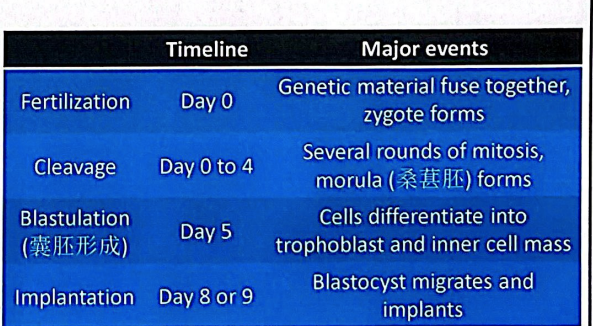 Timeline Major events
Fertilization Day 0 Genetic material fuse together,
zygote forms
Cleavage Day 0 to 4 Several rounds of mitosis,
morula (桑葚胚) forms
Blastulation
(囊胚形成) Day 5 Cells differentiate into
trophoblast and inner cell mass
Implantation Day 8 or 9 Blastocyst migrates and
implants